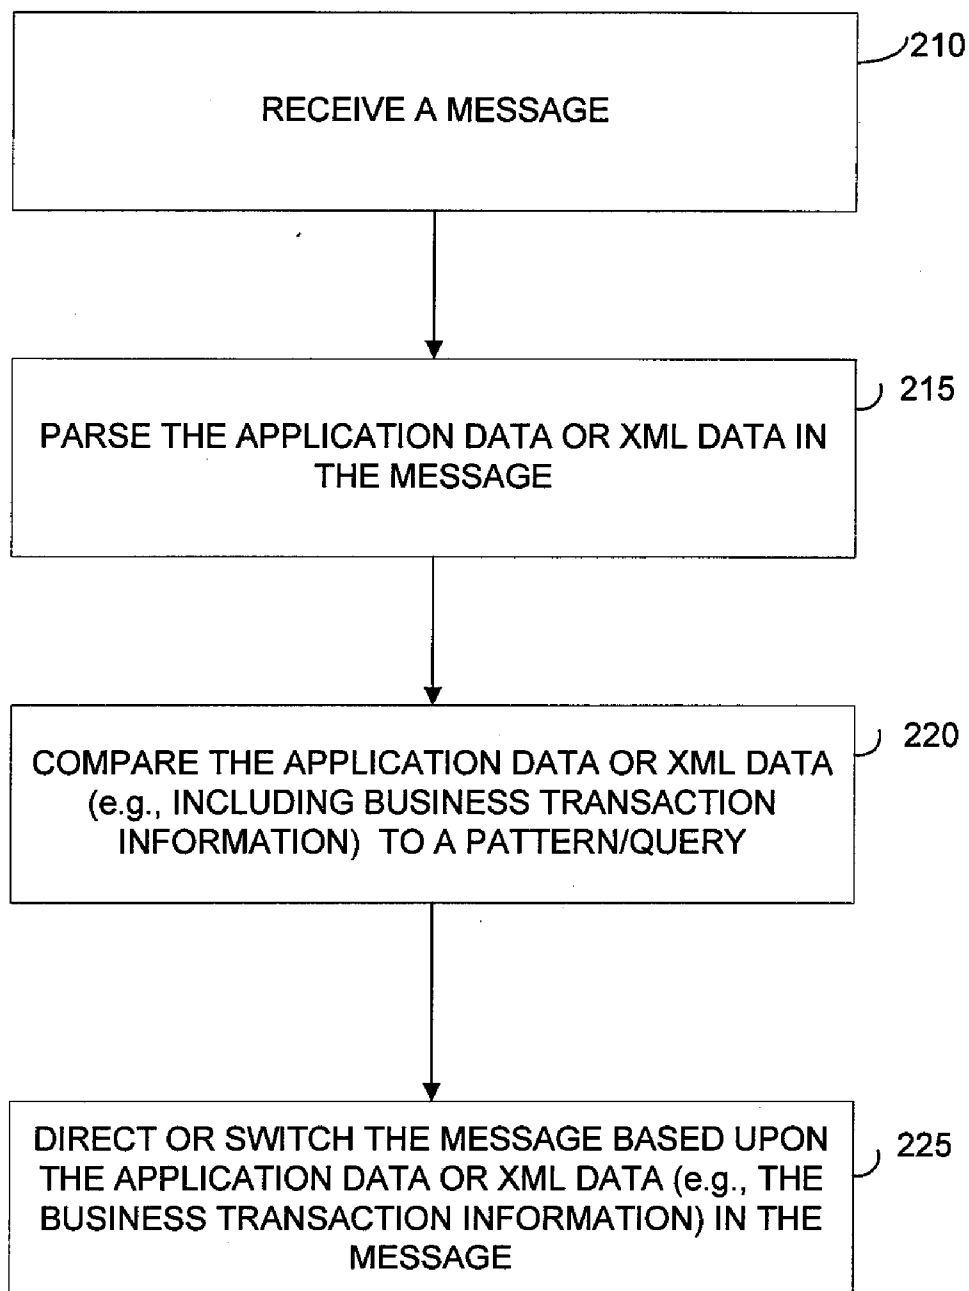 210
RECEIVE A MESSAGE
215
PARSE THE APPLICATION DATA OR XML DATA IN
THE MESSAGE
220
COMPARE THE APPLICATION DATA OR XML DATA
(e.g., INCLUDING BUSINESS TRANSACTION
INFORMATION) TO A PATTERN/QUERY
225
DIRECT OR SWITCH THE MESSAGE BASED UPON
THE APPLICATION DATA OR XML DATA (e.g., THE
BUSINESS TRANSACTION INFORMATION) IN THE
MESSAGE